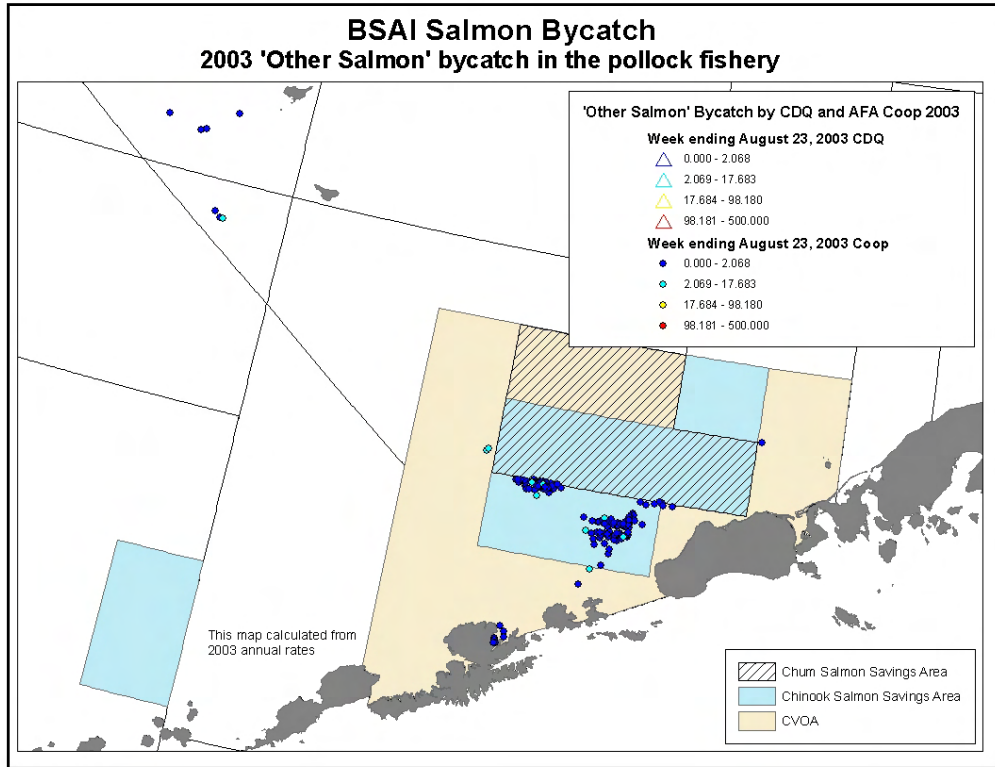 BSAI Salmon Bycatch
2003 'Other Salmon' bycatch in the pollock fishery
'Other Salmon' Bycatch by CDQ and AFA Coop 2003
Week ending August 23, 2003 CDQ
0.000 - 2.068
2.069 - 17.683
17.684 - 98.180
98.181 - 500.000
Week ending August 23, 2003 Coop
0.000 - 2.068
2.069 - 17.683
17.684 - 98.180
98.181 - 500.000
This map calculated from
2003 annual rates
Chum Salmon Savings Area
Chinook Salmon Savings Area
CVOA